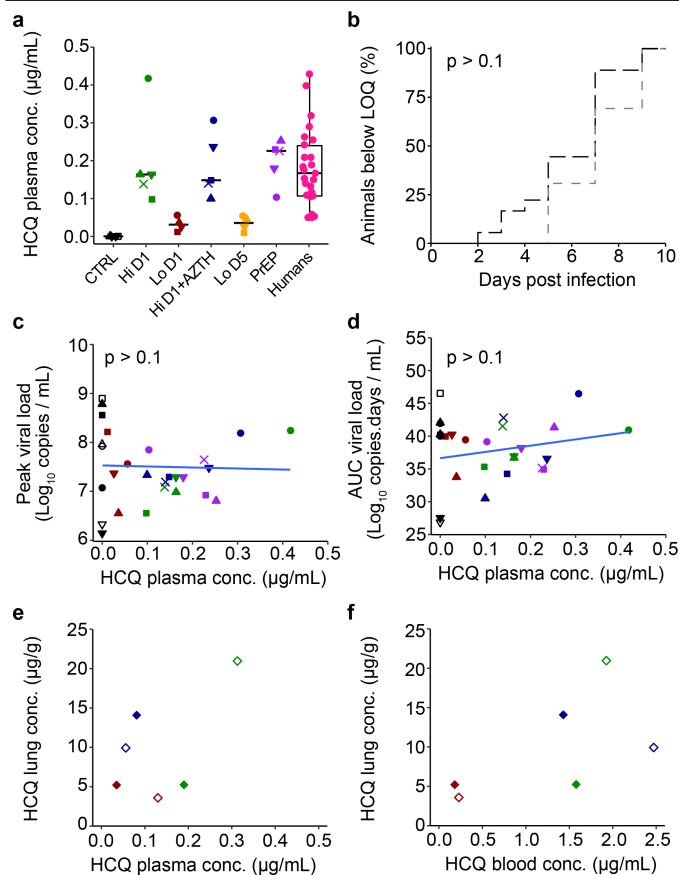 a
HCQ plasma conc. (µg/mL)
0.5
0.4
0.3
0.2
0.1
0.0
CTRL
Hi D1
Lo D1
Hi D1+AZTH
Lo D5
PrEP
Humans
b
p > 0.1
Animals below LOQ (%)
100
75
50
25
0
0 2 4 6 8 10
Days post infection
c
p > 0.1
Peak viral load
(Log10 copies / mL)
10
9
8
7
6
0.0 0.1 0.2 0.3 0.4 0.5
HCQ plasma conc. (µg/mL)
d
p > 0.1
AUC viral load
(Log10 copies.days / mL)
55
50
45
40
35
30
25
0.0 0.1 0.2 0.3 0.4 0.5
HCQ plasma conc. (µg/mL)
e
HCQ lung conc. (µg/g)
25
20
15
10
5
0
0.0 0.1 0.2 0.3 0.4 0.5
HCQ plasma conc. (µg/mL)
f
HCQ lung conc. (µg/g)
25
20
15
10
5
0
0.0 0.5 1.0 1.5 2.0 2.5
HCQ blood conc. (µg/mL)